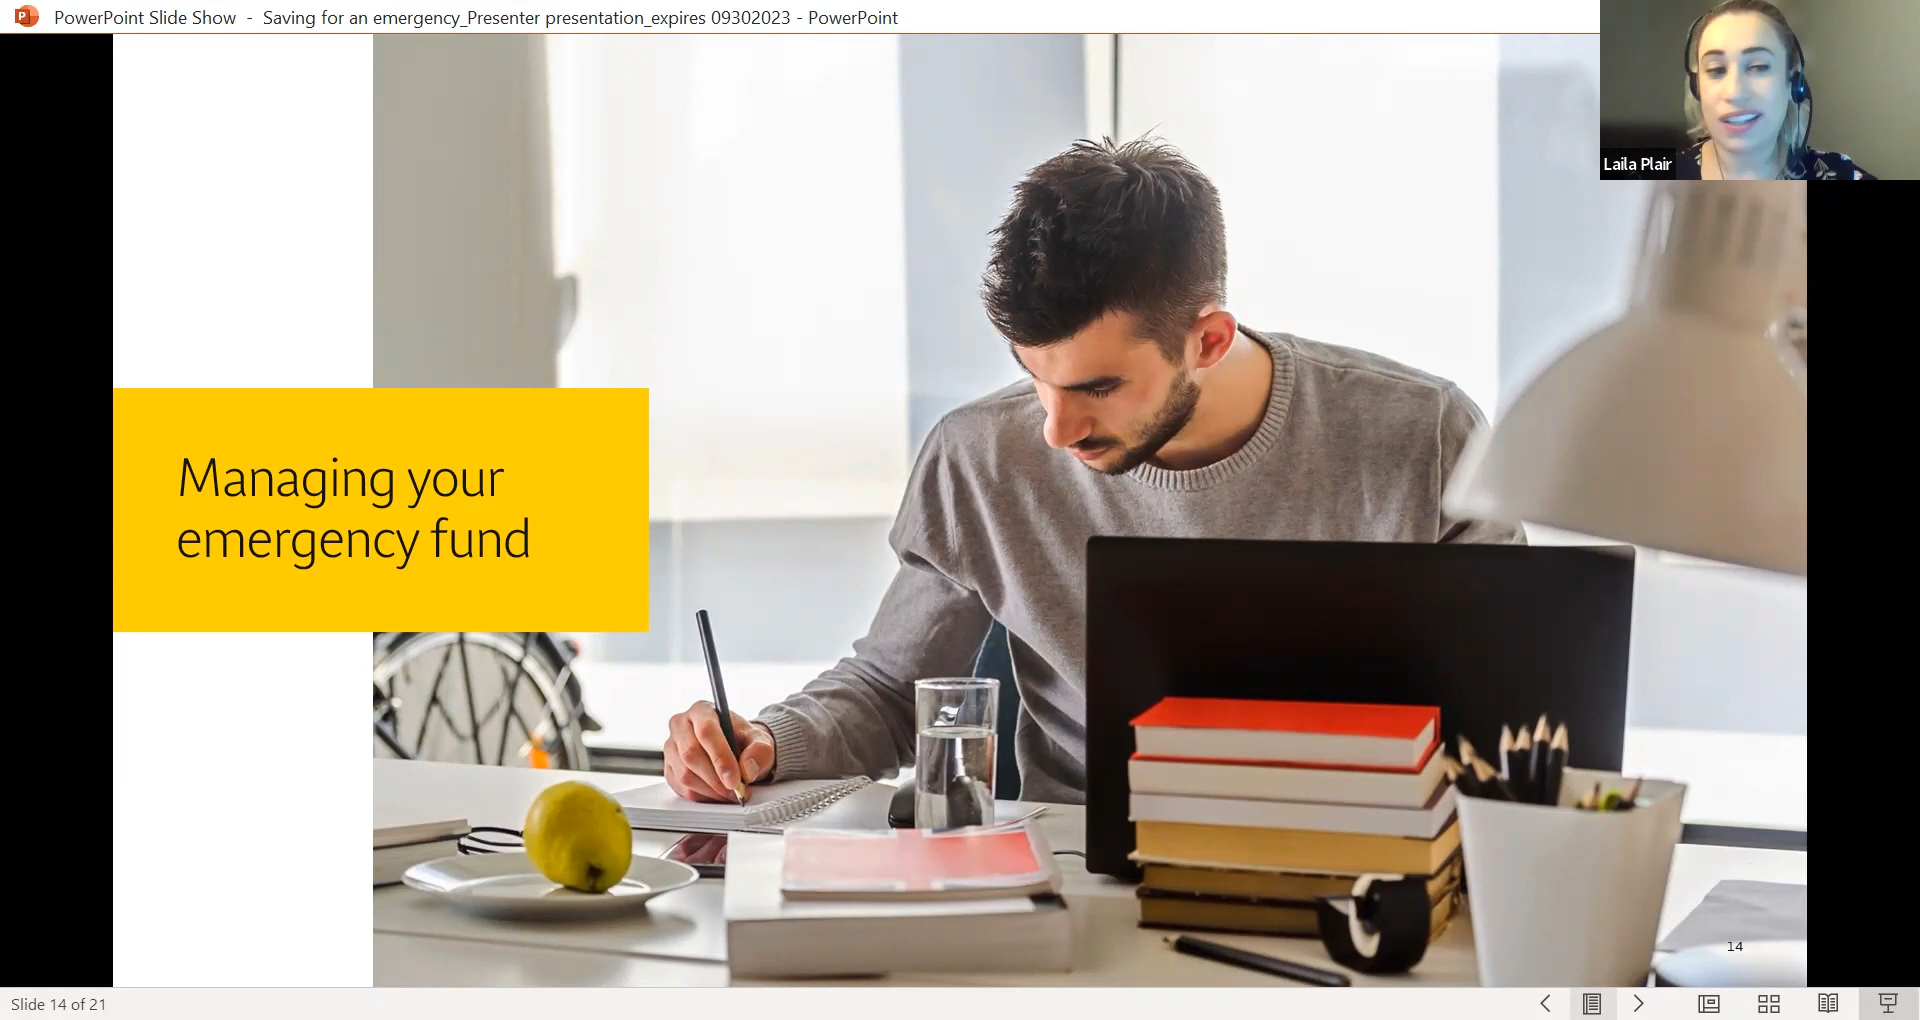 PowerPoint Slide Show - Saving for an emergency_Presenter presentation_expires 09302023 - PowerPoint
Laila Plair
Managing your
emergency fund
14
Slide 14 of 21